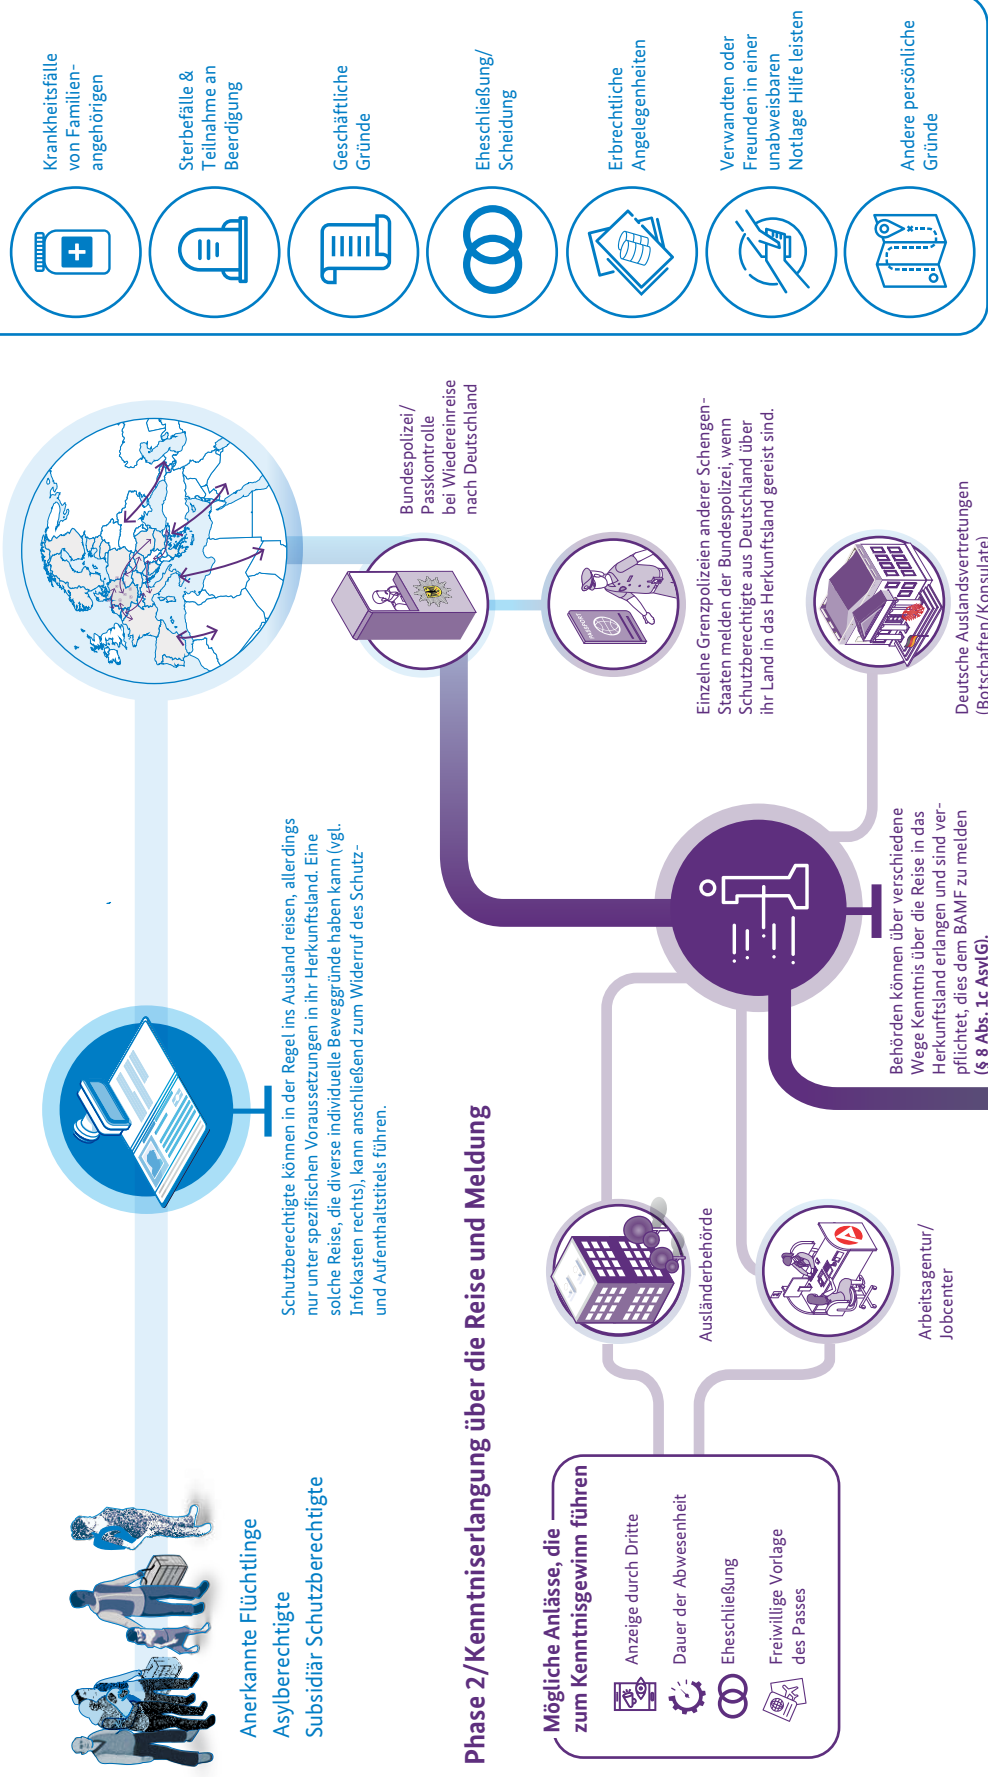 Krankheitsfälle
von Familien-
angehörigen
Sterbefälle &
Teilnahme an
Beerdigung
Geschäftliche
Gründe
Eheschließung/
Scheidung
Erbrechtliche
Angelegenheiten
Verwandten oder
Freunden in einer
unabweisbaren
Notlage Hilfe leisten
Andere persönliche
Gründe
Anerkannte Flüchtlinge
Asylberechtigte
Subsidiär Schutzberechtigte
Schutzberechtigte können in der Regel ins Ausland reisen, allerdings
nur unter spezifischen Voraussetzungen in ihr Herkunftsland. Eine
solche Reise, die diverse individuelle Beweggründe haben kann (vgl.
Infokasten rechts), kann anschließend zum Widerruf des Schutz-
und Aufenthaltstitels führen.
Phase 2/Kenntniserlangung über die Reise und Meldung
Bundespolizei/
Passkontrolle
bei Wiedereinreise
nach Deutschland
PASSPORT
Einzelne Grenzpolizeien anderer Schengen-
Staaten melden der Bundespolizei, wenn
Schutzberechtigte aus Deutschland über
ihr Land in das Herkunftsland gereist sind.
Mögliche Anlässe, die
zum Kenntnisgewinn führen
Anzeige durch Dritte
Dauer der Abwesenheit
Eheschließung
Freiwillige Vorlage
des Passes
Ausländerbehörde
Arbeitsagentur/
Jobcenter
Behörden können über verschiedene
Wege Kenntnis über die Reise in das
Herkunftsland erlangen und sind ver-
pflichtet, dies dem BAMF zu melden
(§ 8 Abs. 1c AsylG).
Deutsche Auslandsvertretungen
(Botschaften/Konsulate)